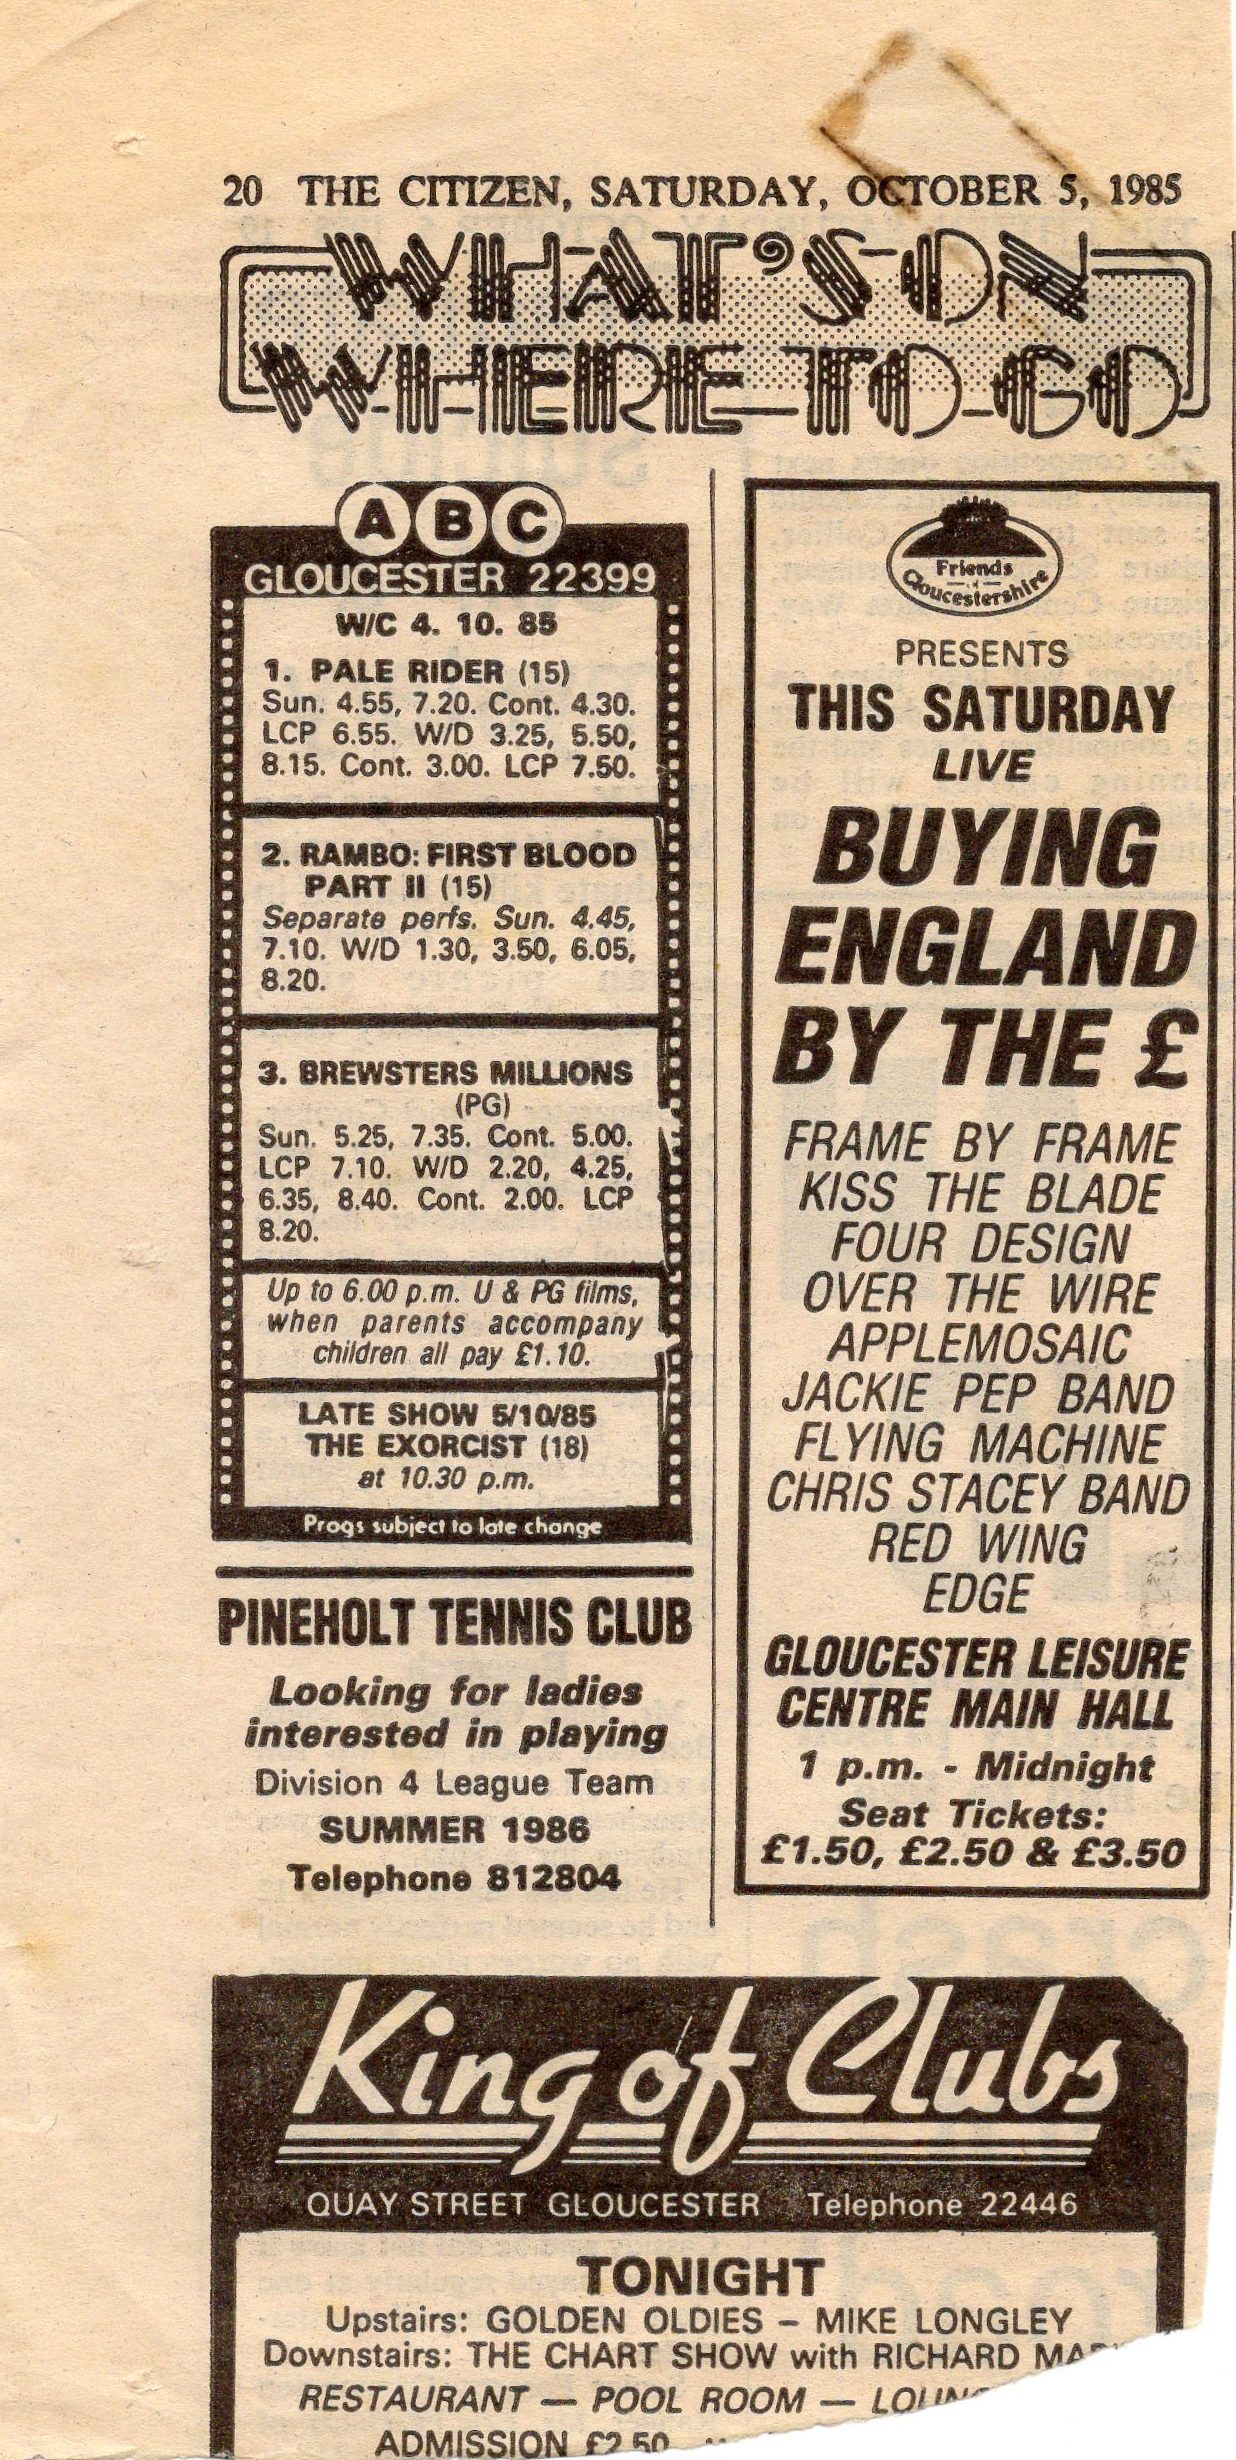 20 THE CITIZEN, SATURDAY, OCTOBER 5, 1985
WHAT'S ON
WHERE TO GO
ABC
GLOUCESTER 22399
W/C 4. 10. 85
1. PALE RIDER (15)
Sun. 4.55, 7.20. Cont. 4.30.
LCP 6.55. W/D 3.25, 5.50,
8.15. Cont. 3.00. LCP 7.50.
2. RAMBO: FIRST BLOOD
PART II (15)
Separate perfs. Sun. 4.45,
7.10. W/D 1.30, 3.50, 6.05,
8.20.
3. BREWSTERS MILLIONS
(PG)
Sun. 5.25, 7.35. Cont. 5.00.
LCP 7.10. W/D 2.20, 4.25,
6.35, 8.40. Cont. 2.00. LCP
8.20.
Up to 6.00 p.m. U & PG films,
when parents accompany
children all pay £1.10.
LATE SHOW 5/10/85
THE EXORCIST (18)
at 10.30 p.m.
Progs subject to late change
PINEHOLT TENNIS CLUB
Looking for ladies
interested in playing
Division 4 League Team
SUMMER 1986
Telephone 812804
Friends
of
Gloucestershire
PRESENTS
THIS SATURDAY
LIVE
BUYING
ENGLAND
BY THE £
FRAME BY FRAME
KISS THE BLADE
FOUR DESIGN
OVER THE WIRE
APPLEMOSAIC
JACKIE PEP BAND
FLYING MACHINE
CHRIS STACEY BAND
RED WING
EDGE
GLOUCESTER LEISURE
CENTRE MAIN HALL
1 p.m. - Midnight
Seat Tickets:
£1.50, £2.50 & £3.50
King of Clubs
QUAY STREET GLOUCESTER Telephone 22446
TONIGHT
Upstairs: GOLDEN OLDIES – MIKE LONGLEY
Downstairs: THE CHART SHOW with RICHARD
RESTAURANT — POOL ROOM —
ADMISSION £2.50